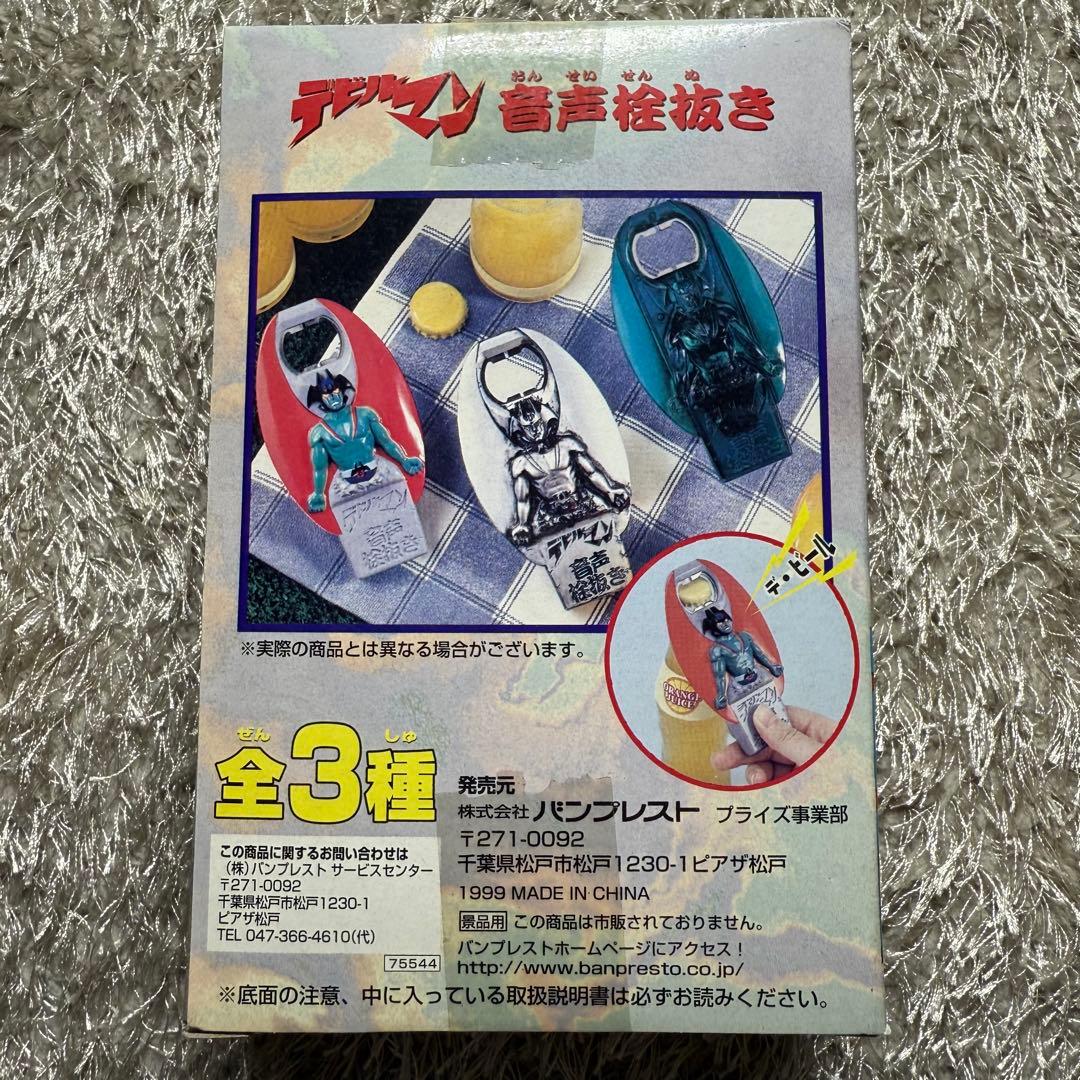 おん せい せん ぬ
デビルマン 音声栓抜き
デビルマン
音声
栓抜き
デビルマン
音声
栓抜き
デ・ビール
ORANGE
JUICE
デビルマン
※実際の商品とは異なる場合がございます。
ぜん しゅ
全3種
発売元
株式会社 バンプレスト プライズ事業部
〒271-0092
千葉県松戸市松戸1230-1ピアザ松戸
1999 MADE IN CHINA
景品用 この商品は市販されておりません。
バンプレストホームページにアクセス!
http://www.banpresto.co.jp/
この商品に関するお問い合わせは
(株)バンプレスト サービスセンター
〒271-0092
千葉県松戸市松戸1230-1
ピアザ松戸
TEL 047-366-4610(代)
75544
※底面の注意、中に入っている取扱説明書は必ずお読みください。